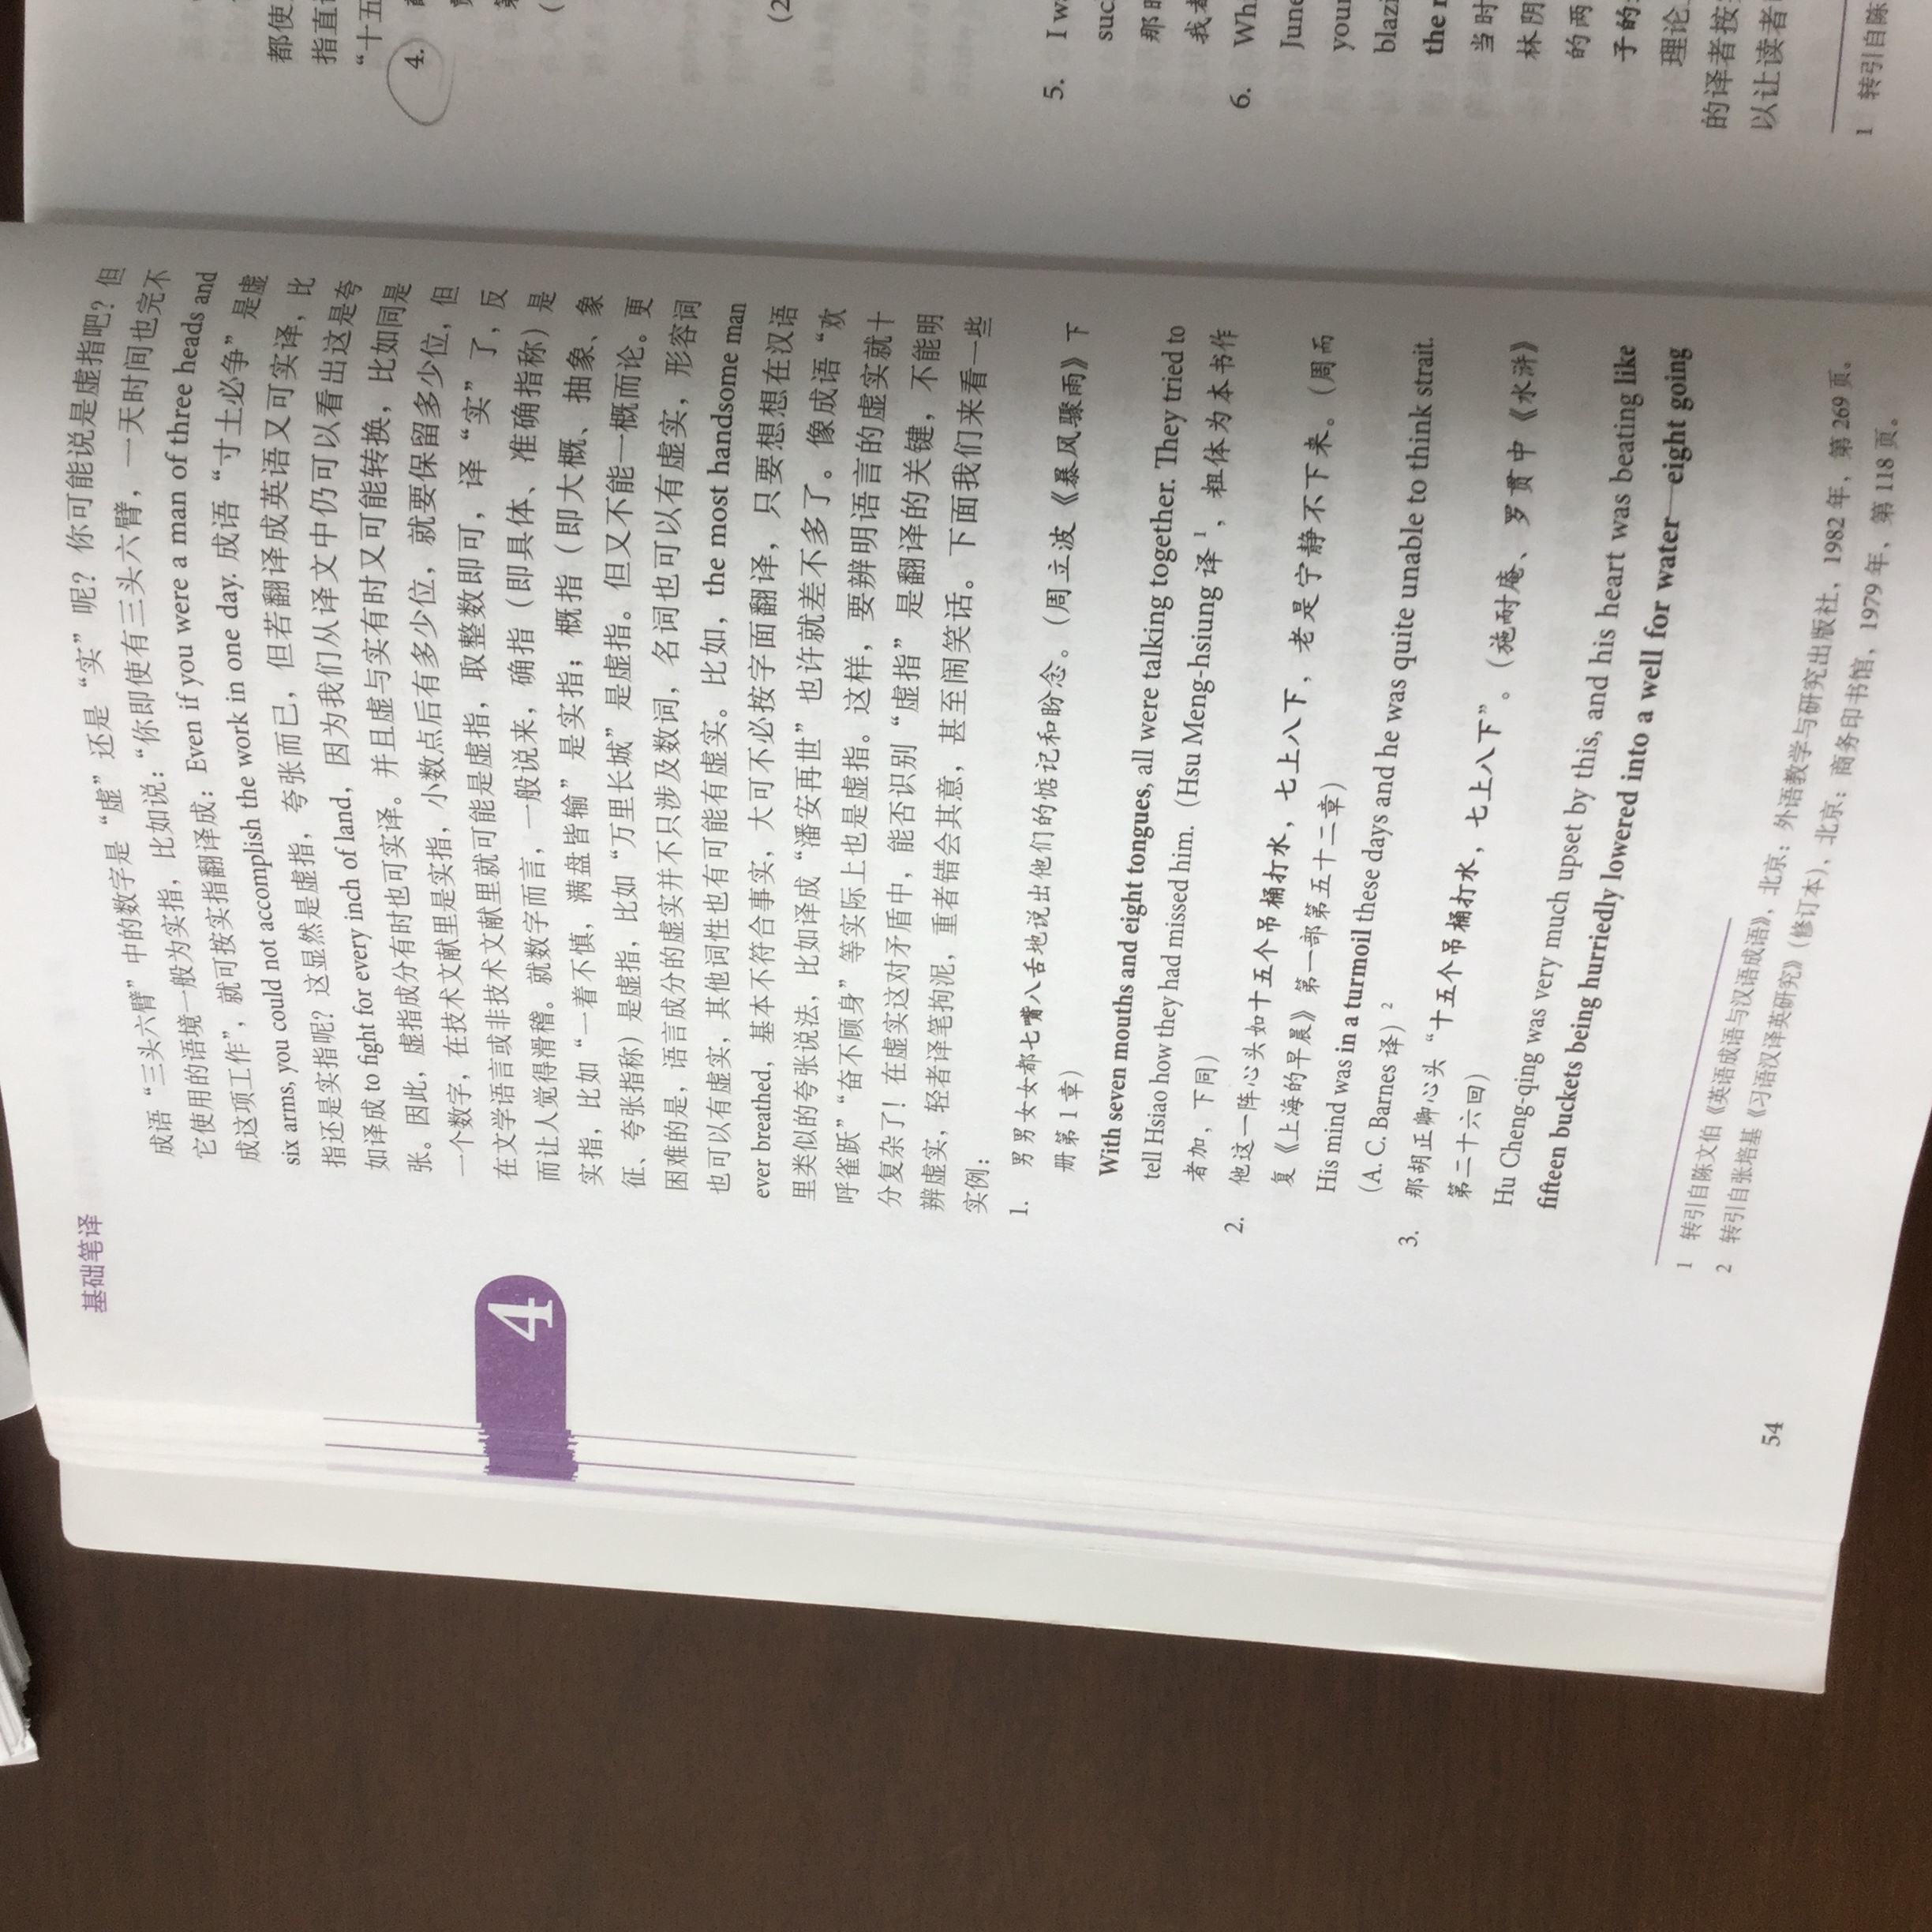 基础笔译
成语“三头六臂”中的数字是“虚”还是“实”呢？你可能说是虚指吧？但
它使用的语境一般为实指，比如说：“你即使有三头六臂，一天时间也完不
成这项工作”，就可按实指翻译成：Even if you were a man of three heads and
six arms, you could not accomplish the work in one day. 成语“寸土必争”是虚
指还是实指呢？这显然是虚指，夸张而已，但若翻译成英语又可实译，比
如译成 to fight for every inch of land，因为我们从译文中仍可以看出这是夸
张。因此，虚指成分有时也可实译。并且虚与实有时又可能转换，比如同是
一个数字，在技术文献里是实指，小数点后有多少位，就要保留多少位，但
在文学语言或非技术文献里就可能是虚指，取整数即可，译“实”了，反
而让人觉得滑稽。就数字而言，一般说来，确指（即具体、准确指称）是
实指，比如“一着不慎，满盘皆输”是实指；概指（即大概、抽象、象
征、夸张指称）是虚指，比如“万里长城”是虚指。但又不能一概而论。更
困难的是，语言成分的虚实并不只涉及数词，名词也可以有虚实，形容词
也可以有虚实，其他词性也有可能有虚实。比如，the most handsome man
ever breathed，基本不符合事实，大可不必按字面翻译，只要想想在汉语
里类似的夸张说法，比如译成“潘安再世”也许就差不多了。像成语“欢
呼雀跃”“奋不顾身”等实际上也是虚指。这样，要辨明语言的虚实就十
分复杂了！在虚实这对矛盾中，能否识别“虚指”是翻译的关键，不能明
辨虚实，轻者译笔拘泥，重者错会其意，甚至闹笑话。下面我们来看一些
实例：
1. 男男女女都七嘴八舌地说出他们的惦记和盼念。（周立波《暴风骤雨》下
册第1章）
With seven mouths and eight tongues, all were talking together. They tried to
tell Hsiao how they had missed him.（Hsu Meng-hsiung 译 1，粗体为本书作
者加，下同）
2. 他这一阵心头如十五个吊桶打水，七上八下，老是宁静不下来。（周而
复《上海的早晨》第一部第五十二章）
His mind was in a turmoil these days and he was quite unable to think strait.
（A. C. Barnes 译）2
3. 那胡正卿心头“十五个吊桶打水，七上八下”。（施耐庵、罗贯中《水浒》
第二十六回）
Hu Cheng-qing was very much upset by this, and his heart was beating like
fifteen buckets being hurriedly lowered into a well for water—eight going
1 转引自陈文伯《英语成语与汉语成语》，北京：外语教学与研究出版社，1982 年，第 269 页。
2 转引自张培基《习语汉译英研究》（修订本），北京：商务印书馆，1979 年，第 118 页。
54
4
都使
指直
“十五
4.
（
（2
5. I w
suc
那
我
6. Wh
June
your
blazi
the
当时
林阴
的两
子的
理论
的译者按
以让读者
1 转引自陈